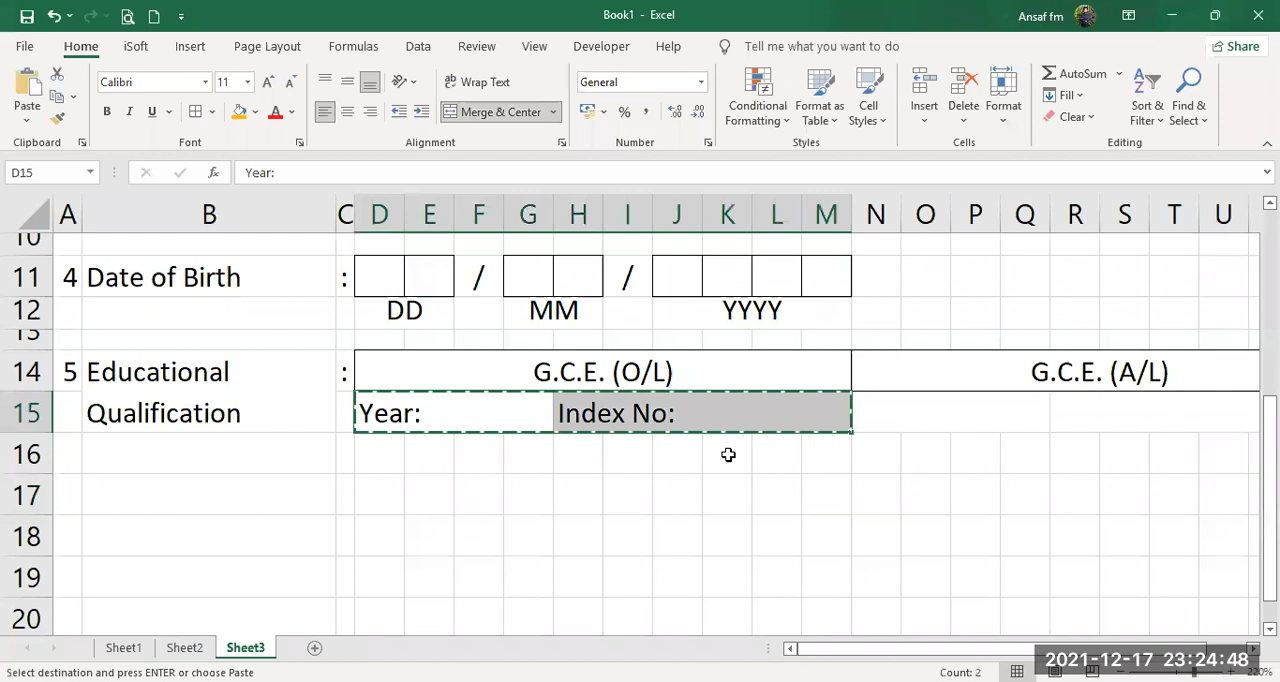 Book1 - Excel
Ansaf fm
File Home iSoft Insert Page Layout Formulas Data Review View Developer Help Tell me what you want to do Share
Paste
Calibri 11
B I U
Wrap Text
Merge & Center
General
% ,
Conditional Formatting
Format as Table
Cell Styles
Insert
Delete
Format
AutoSum
Fill
Clear
Sort & Filter
Find & Select
Clipboard Font Alignment Number Styles Cells Editing
D15 fx Year:
A B C D E F G H I J K L M N O P Q R S T U
10
11 4 Date of Birth : / /
12 DD MM YYYY
13
14 5 Educational : G.C.E. (O/L) G.C.E. (A/L)
15 Qualification Year: Index No:
16
17
18
19
20
Sheet1 Sheet2 Sheet3
Select destination and press ENTER or choose Paste
Count: 2
220%
2021-12-17 23:24:48